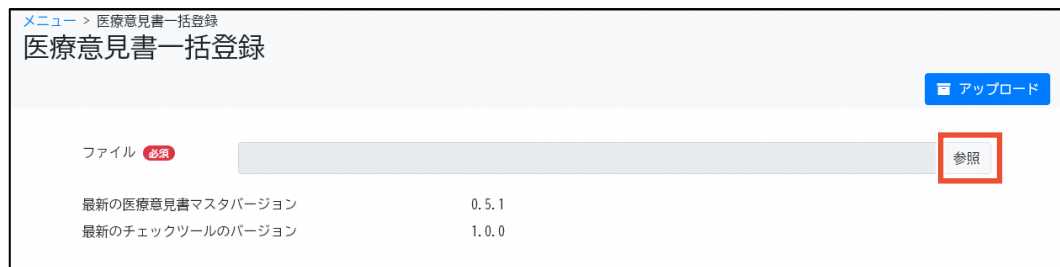 メニュー > 医療意見書一括登録
医療意見書一括登録
アップロード
ファイル 必須 参照
最新の医療意見書マスタバージョン 0.5.1
最新のチェックツールのバージョン 1.0.0